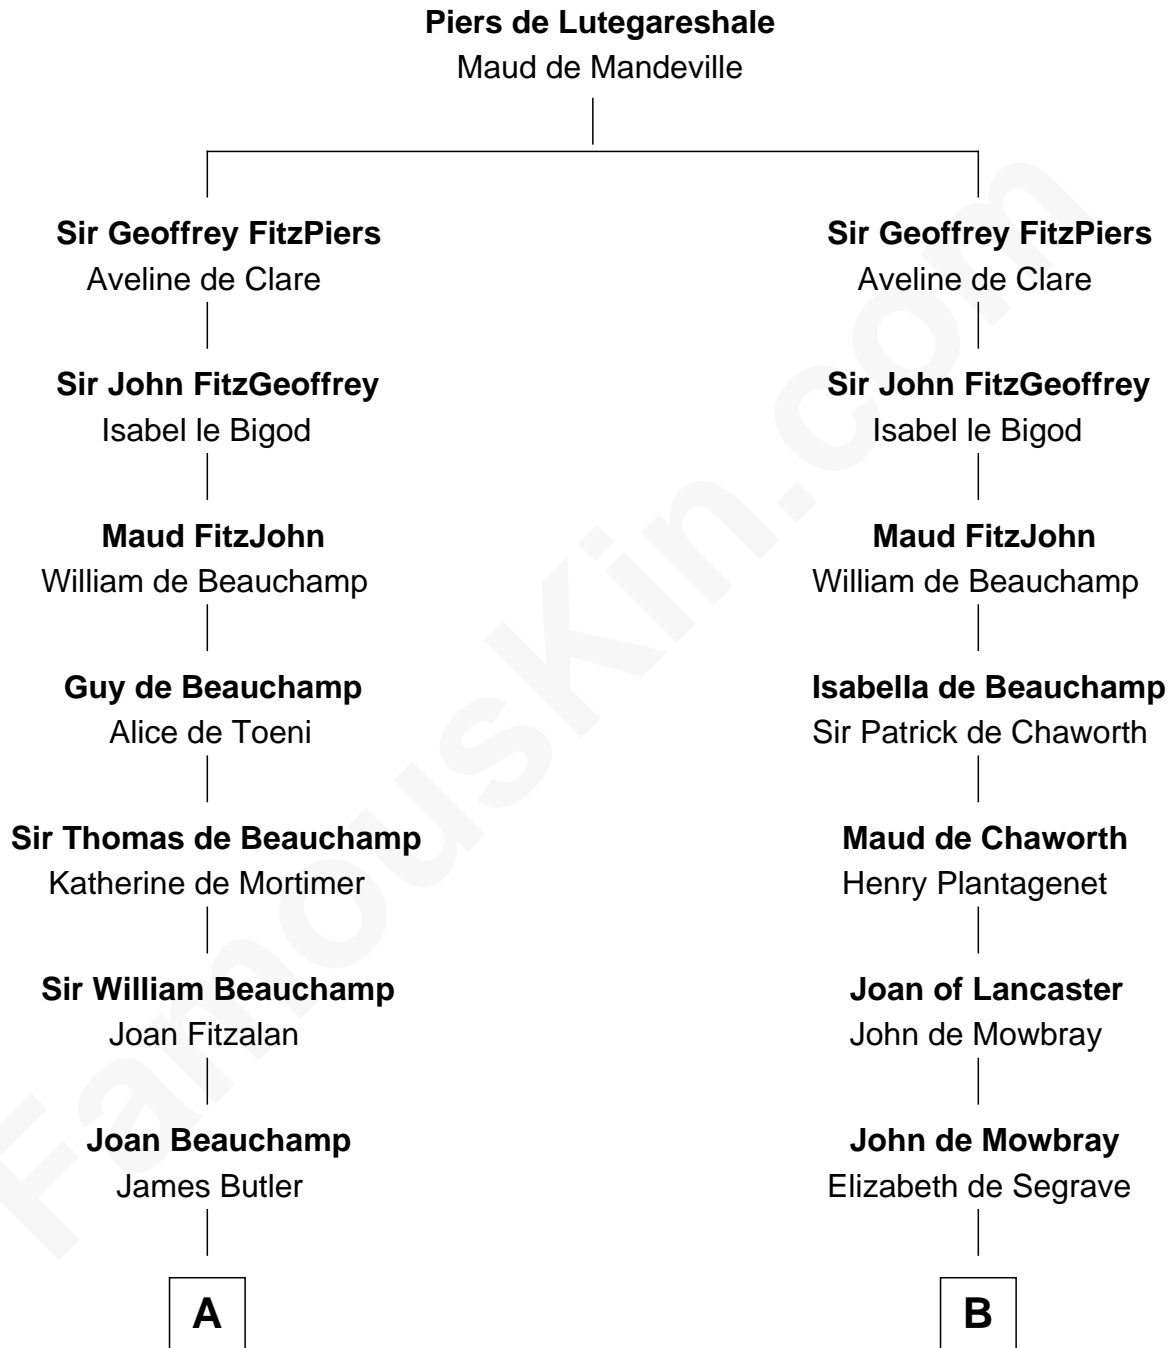 Piers de Lutegareshale
Maud de Mandeville
Sir Geoffrey FitzPiers
Aveline de Clare
Sir John FitzGeoffrey
Isabel le Bigod
Maud FitzJohn
William de Beauchamp
Guy de Beauchamp
Alice de Toeni
Sir Thomas de Beauchamp
Katherine de Mortimer
Sir William Beauchamp
Joan Fitzalan
Joan Beauchamp
James Butler
A
Sir Geoffrey FitzPiers
Aveline de Clare
Sir John FitzGeoffrey
Isabel le Bigod
Maud FitzJohn
William de Beauchamp
Isabella de Beauchamp
Sir Patrick de Chaworth
Maud de Chaworth
Henry Plantagenet
Joan of Lancaster
John de Mowbray
John de Mowbray
Elizabeth de Segrave
B
FamousKin.com